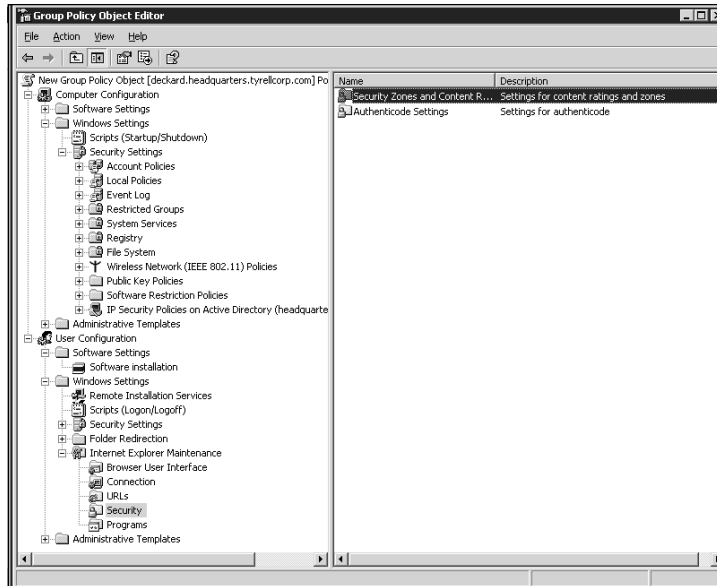 Group Policy Object Editor
File Action View Help
New Group Policy Object [deckard.headquarters.tyrellcorp.com] Po
Computer Configuration
Software Settings
Windows Settings
Scripts (Startup/Shutdown)
Security Settings
Account Policies
Local Policies
Event Log
Restricted Groups
System Services
Registry
File System
Wireless Network (IEEE 802.11) Policies
Public Key Policies
Software Restriction Policies
IP Security Policies on Active Directory (headquarte
Administrative Templates
User Configuration
Software Settings
Software installation
Windows Settings
Remote Installation Services
Scripts (Logon/Logoff)
Security Settings
Folder Redirection
Internet Explorer Maintenance
Browser User Interface
Connection
URLs
Security
Programs
Administrative Templates
Name Description
Security Zones and Content R... Settings for content ratings and zones
Authenticode Settings Settings for authenticode